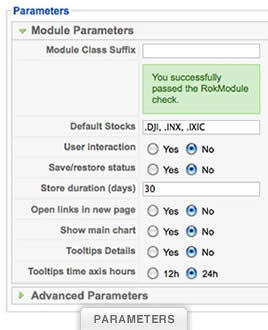 Parameters
Module Parameters
Module Class Suffix
You successfully
passed the RokModule
check.
Default Stocks .DJI, .INX, .IXIC
User interaction Yes No
Save/restore status Yes No
Store duration (days) 30
Open links in new page Yes No
Show main chart Yes No
Tooltips Details Yes No
Tooltips time axis hours 12h 24h
Advanced Parameters
PARAMETERS